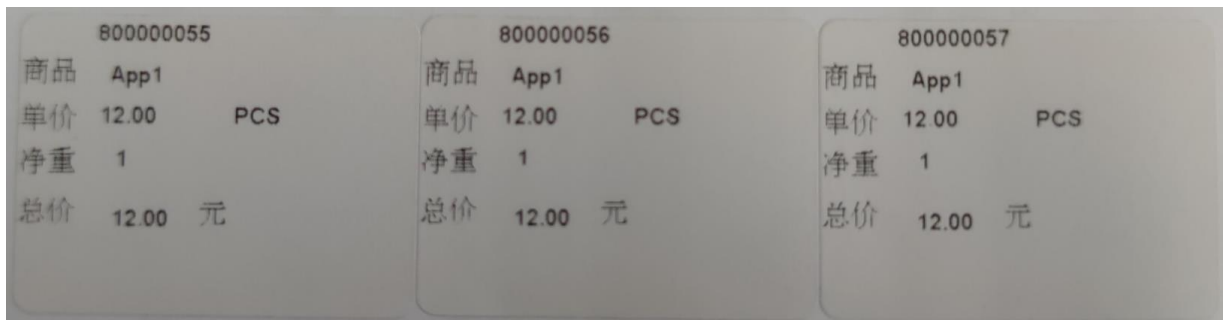 800000055
商品 App1
单价 12.00 PCS
净重 1
总价 12.00 元
800000056
商品 App1
单价 12.00 PCS
净重 1
总价 12.00 元
800000057
商品 App1
单价 12.00 PCS
净重 1
总价 12.00 元